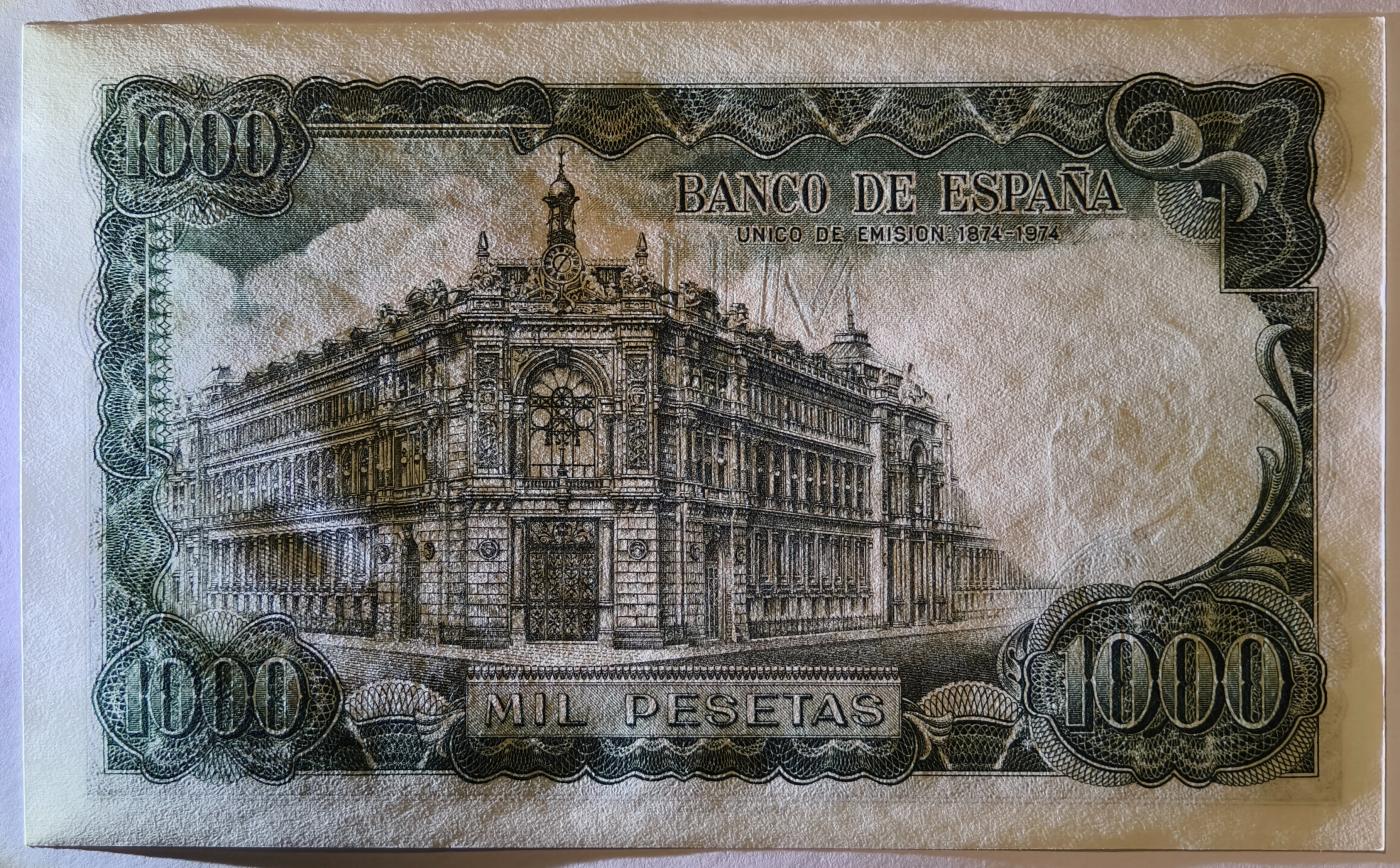 1000
BANCO DE ESPAÑA
UNICO DE EMISION: 1874-1974
1000
MIL PESETAS
1000